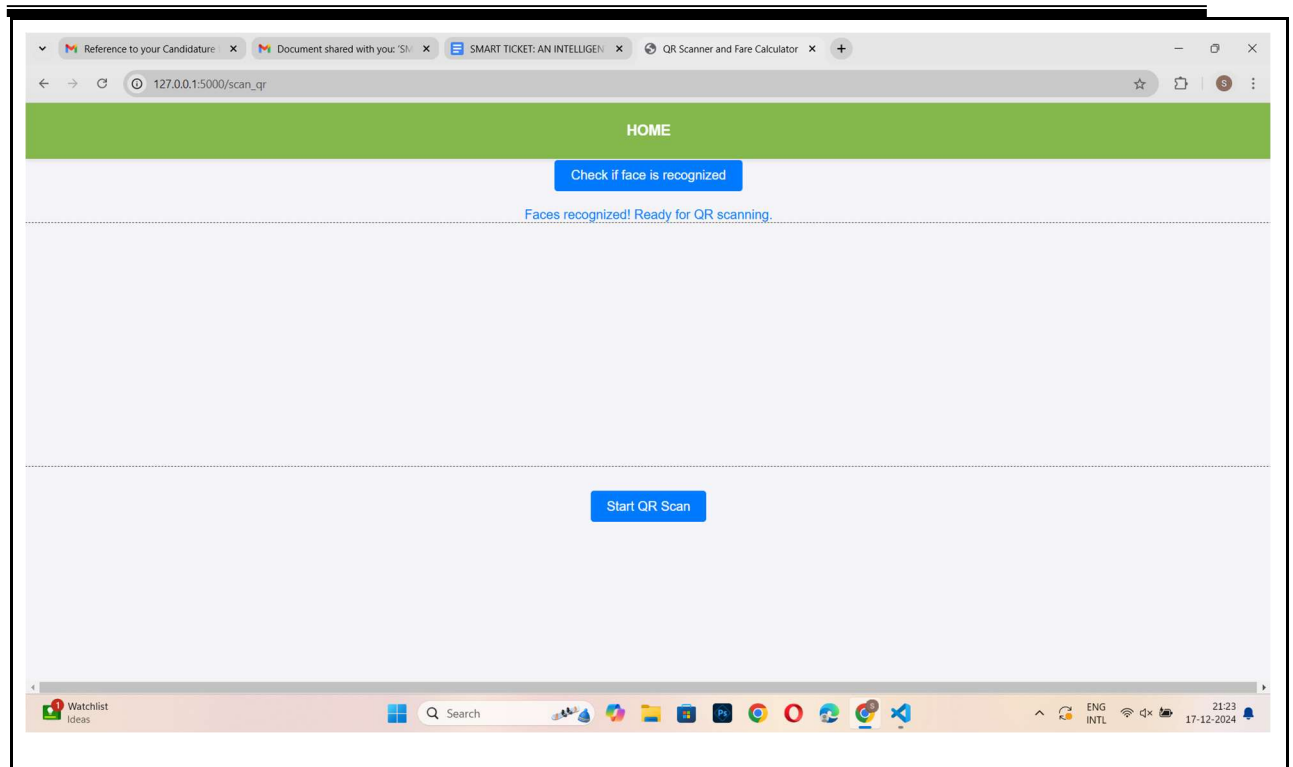 Reference to your Candidature
Document shared with you: 'SM
SMART TICKET: AN INTELLIGEN
QR Scanner and Fare Calculator
127.0.0.1:5000/scan_qr
S
HOME
Check if face is recognized
Faces recognized! Ready for QR scanning.
Start QR Scan
1
Watchlist
Ideas
Search
Ps
S
ENG
INTL
21:23
17-12-2024